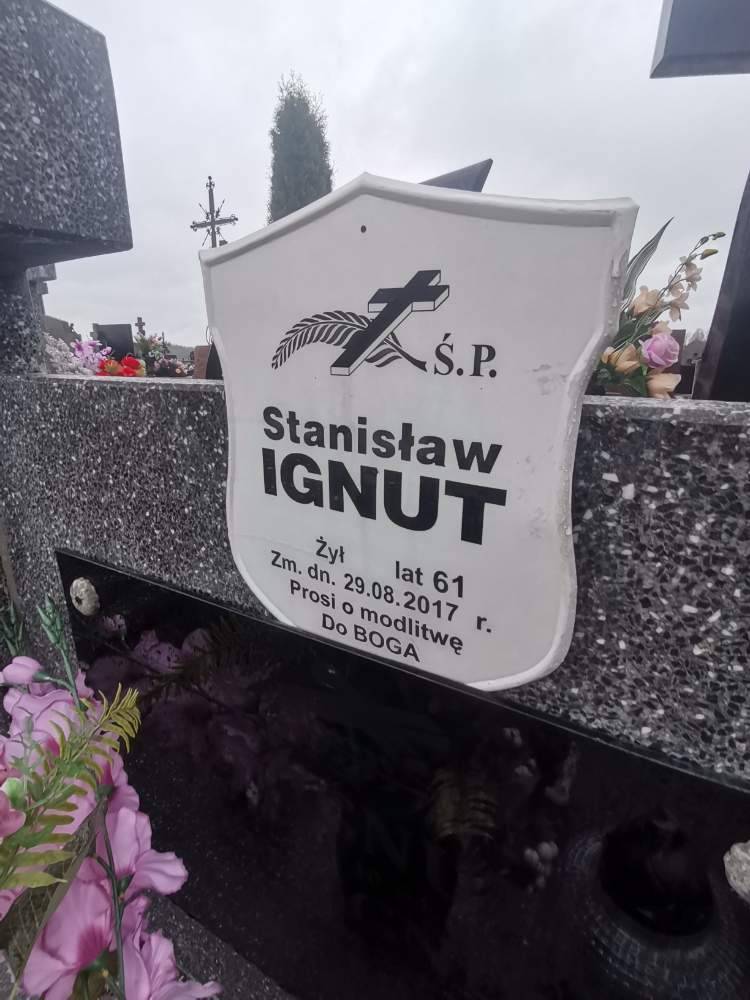 Ś.P.
Stanisław
IGNUT
Żył lat 61
Zm. dn. 29.08.2017 r.
Prosi o modlitwę
Do BOGA